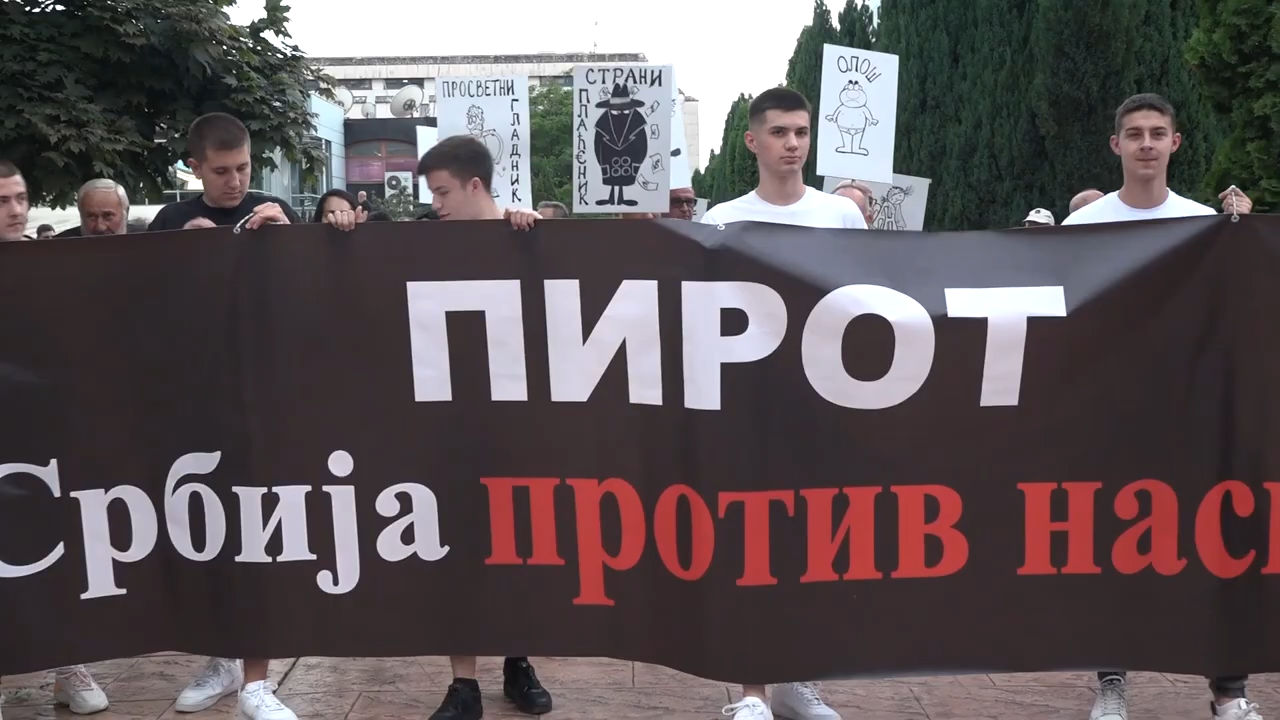 ПРОСВЕТНИ
ГЛАДНИК
СТРАНИ
ПЛАЋЕНИК
ОЛОШ
ПИРОТ
Србија против